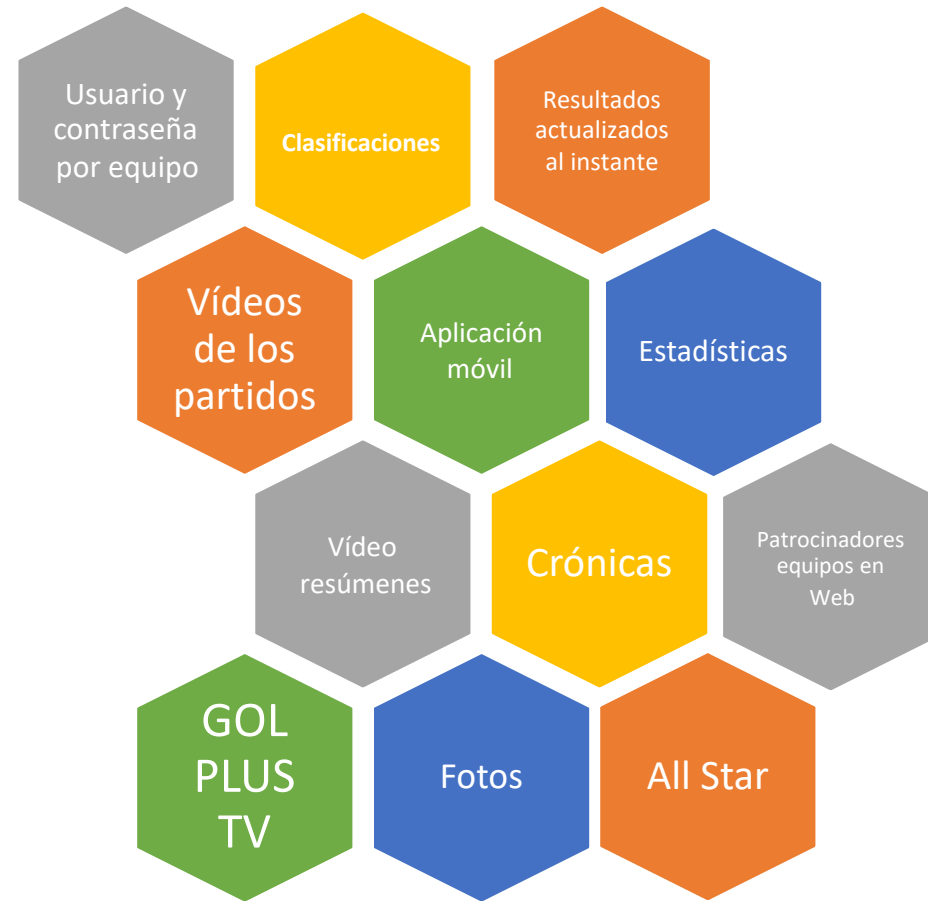 Usuario y
contraseña
por equipo
Clasificaciones
Resultados
actualizados
al instante
Vídeos
de los
partidos
Aplicación
móvil
Estadísticas
Vídeo
resúmenes
Crónicas
Patrocinadores
equipos en
Web
GOL
PLUS
TV
Fotos
All Star